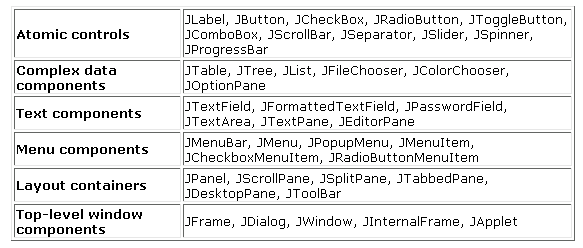 Atomic controls
JLabel, JButton, JCheckBox, JRadioButton, JToggleButton,
JComboBox, JScrollBar, JSeparator, JSlider, JSpinner,
JProgressBar
Complex data
components
JTable, JTree, JList, JFileChooser, JColorChooser,
JOptionPane
Text components
JTextField, JFormattedTextField, JPasswordField,
JTextArea, JTextPane, JEditorPane
Menu components
JMenuBar, JMenu, JPopupMenu, JMenuItem,
JCheckboxMenuItem, JRadioButtonMenuItem
Layout containers
JPanel, JScrollPane, JSplitPane, JTabbedPane,
JDesktopPane, JToolBar
Top-level window
components
JFrame, JDialog, JWindow, JInternalFrame, JApplet